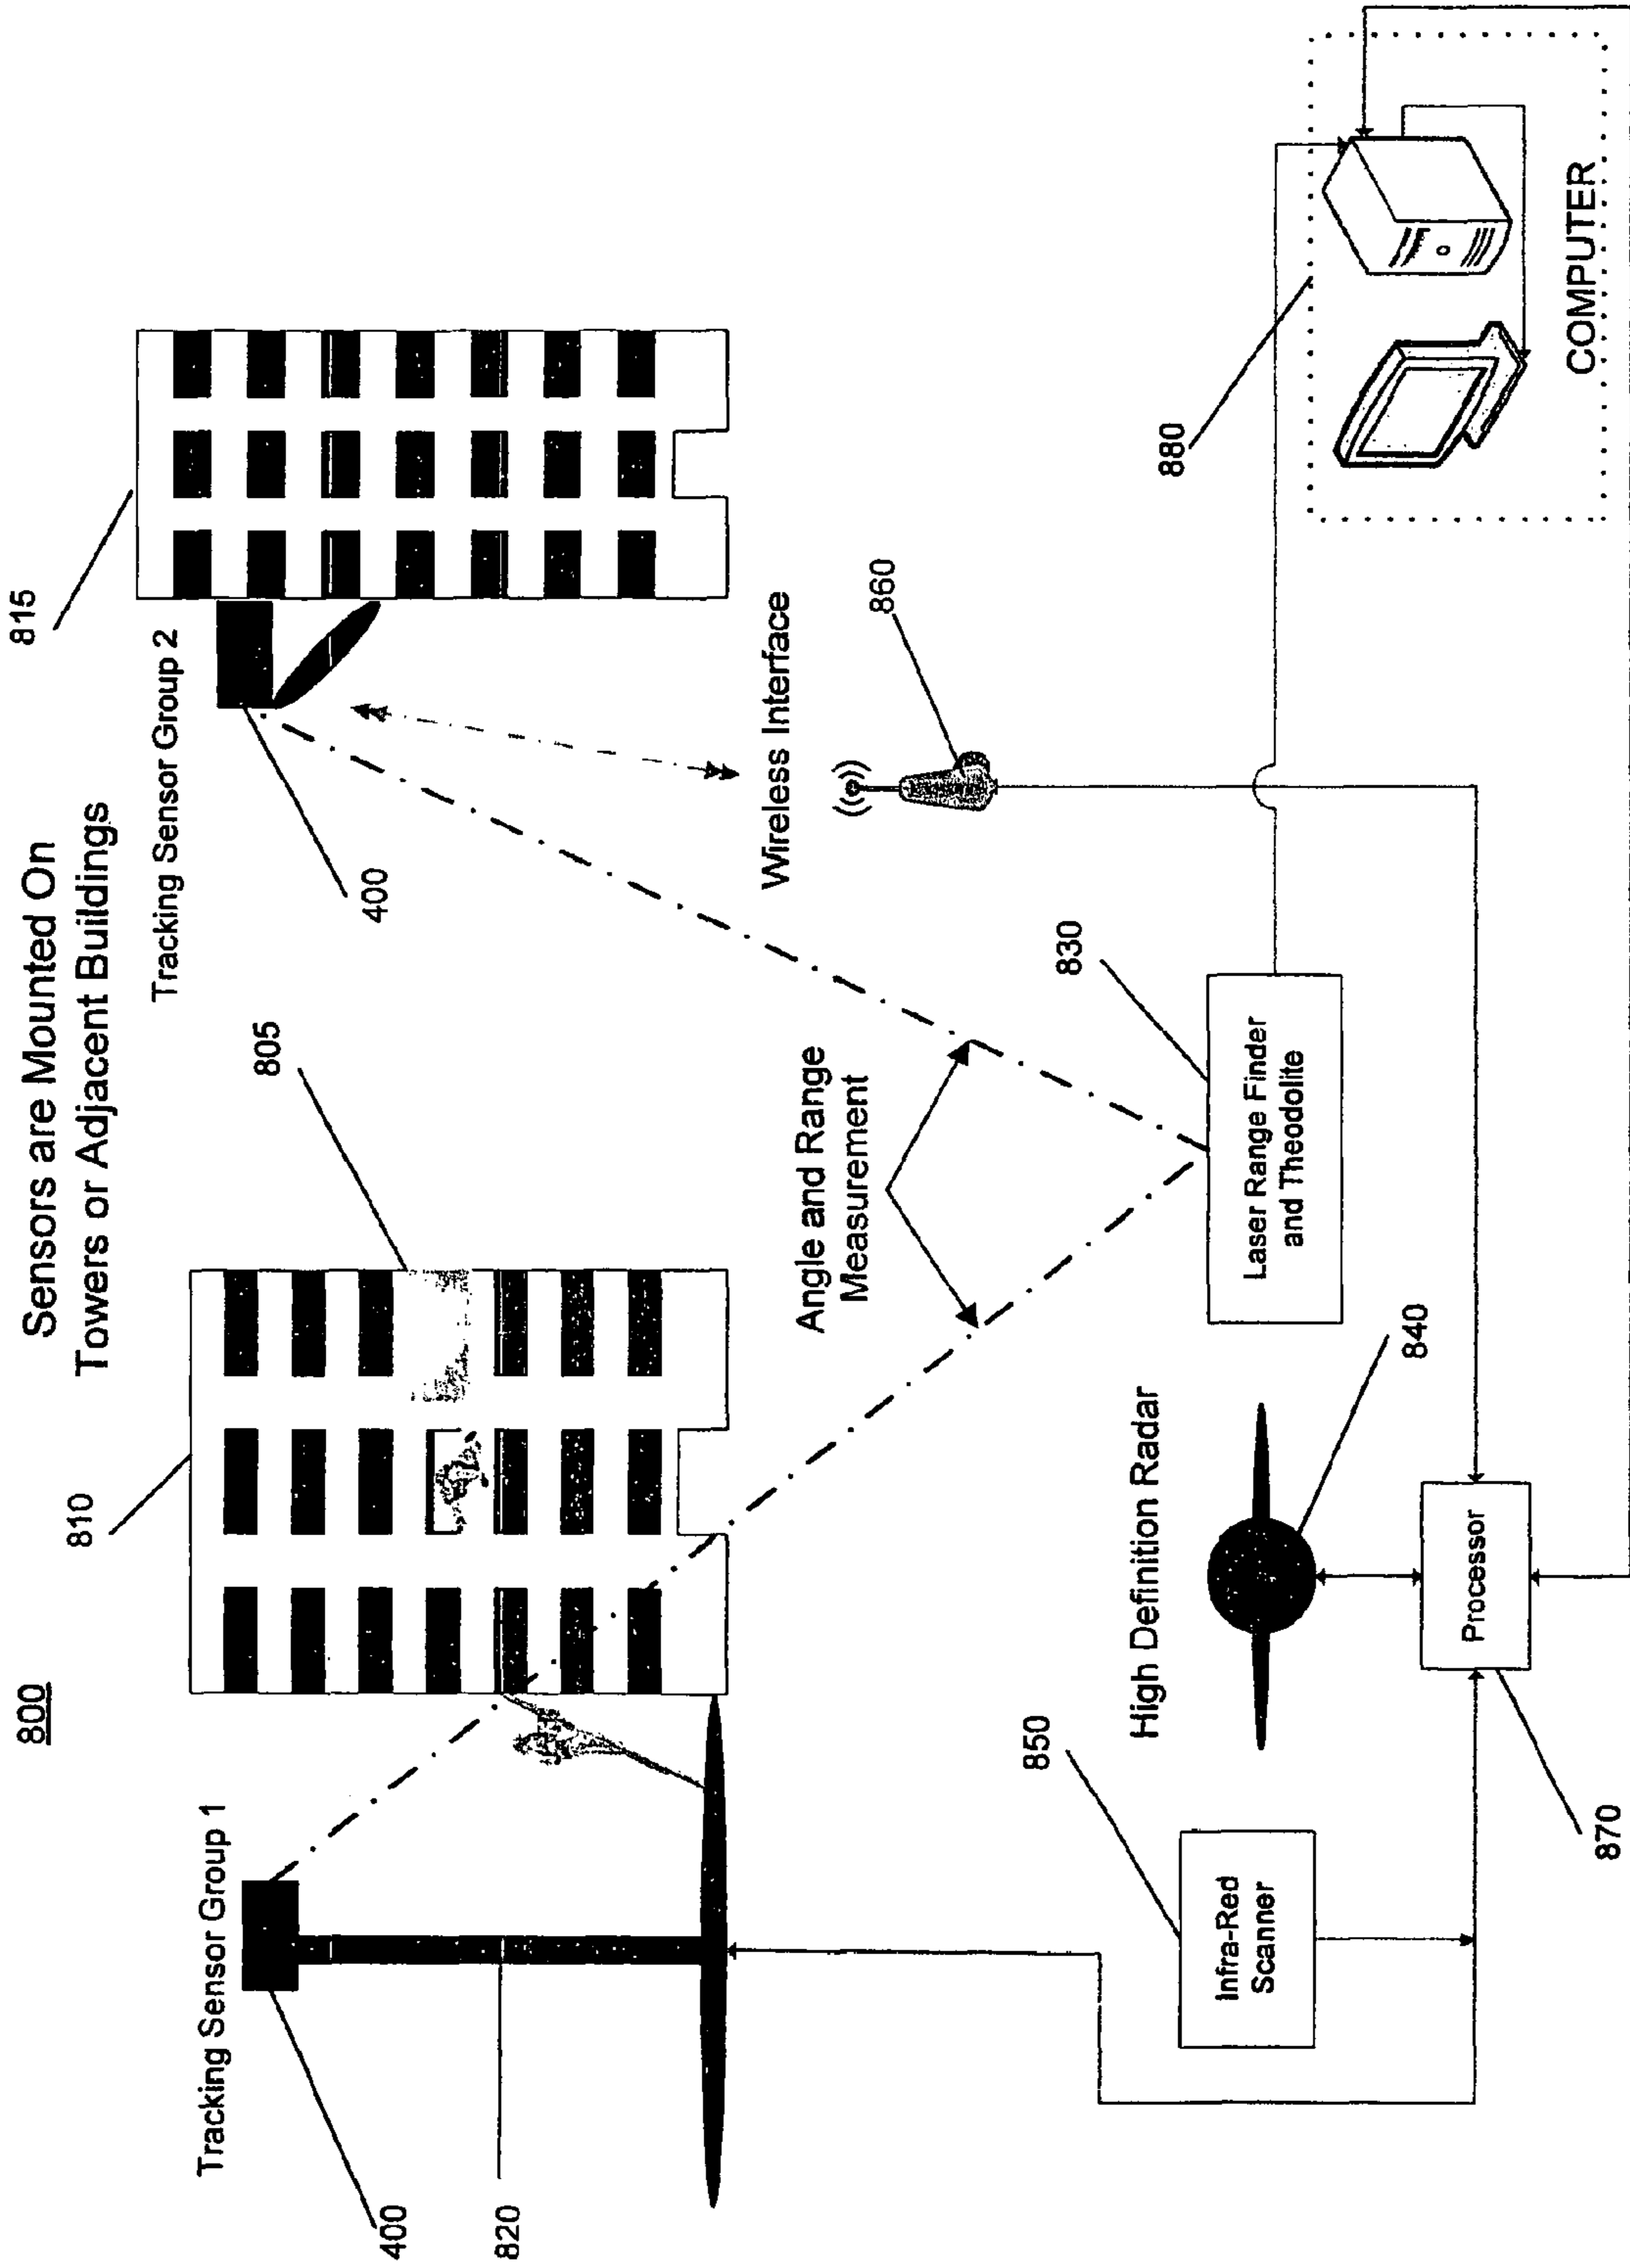 800
Sensors are Mounted On
Towers or Adjacent Buildings
810
805
815
Tracking Sensor Group 1
Tracking Sensor Group 2
400
820
400
Angle and Range
Measurement
Wireless Interface
860
850
High Definition Radar
830
Infra-Red
Scanner
840
Laser Range Finder
and Theodolite
880
870
Processor
COMPUTER